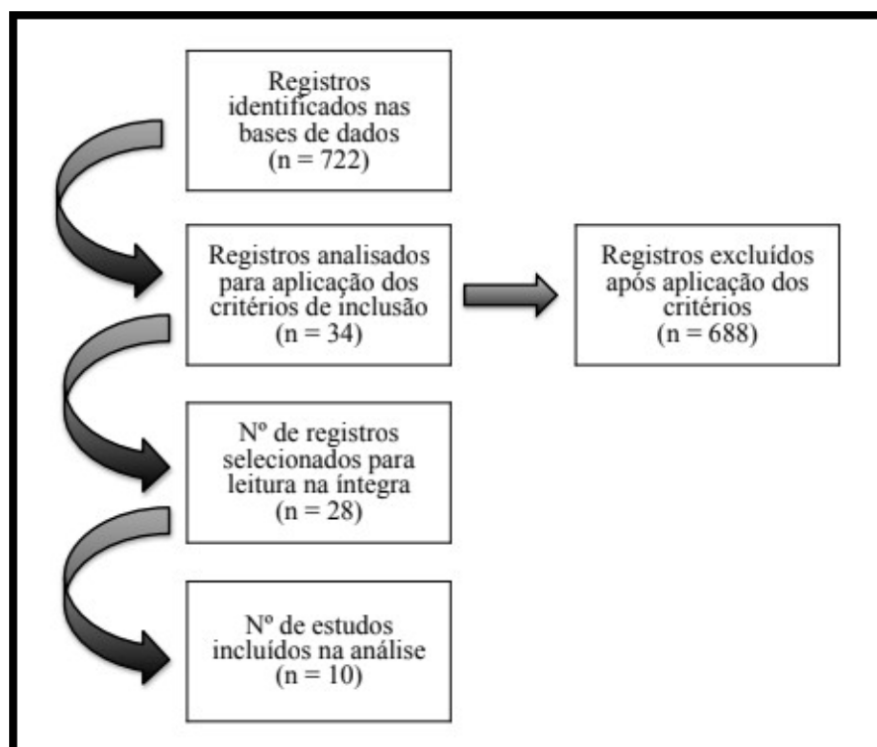 Registros
identificados nas
bases de dados
(n = 722)
Registros analisados
para aplicação dos
critérios de inclusão
(n = 34)
Registros excluídos
após aplicação dos
critérios
(n = 688)
Nº de registros
selecionados para
leitura na íntegra
(n = 28)
Nº de estudos
incluídos na análise
(n = 10)